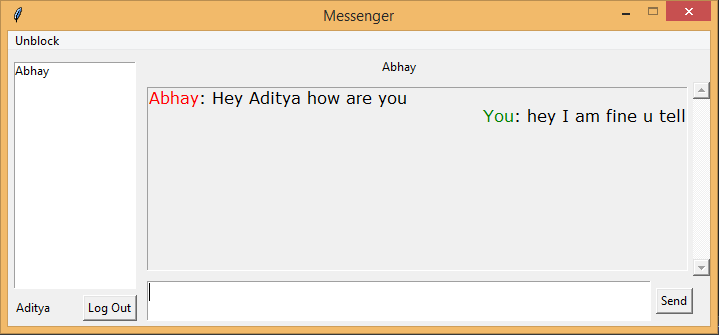 Messenger
Unblock
Abhay
Abhay
Abhay: Hey Aditya how are you
You: hey I am fine u tell
Aditya
Log Out
Send